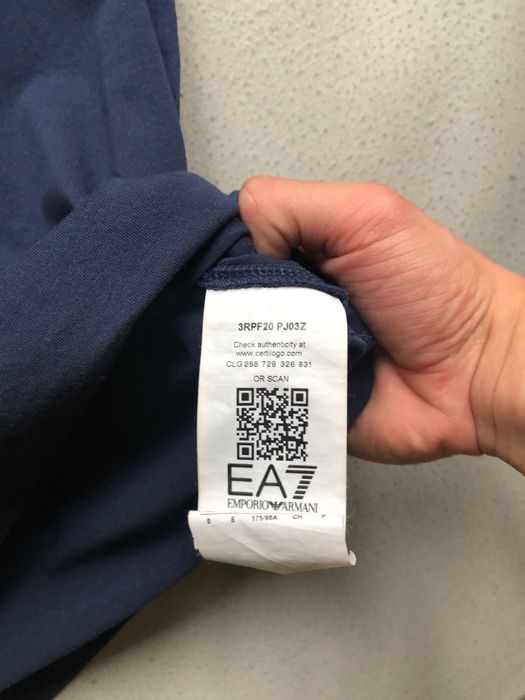 3RPF20 PJ03Z
Check authenticity at
www.certilogo.com
CLG 265 729 326 831
OR SCAN
EA7
EMPORIO ARMANI
S S 175/95A CH